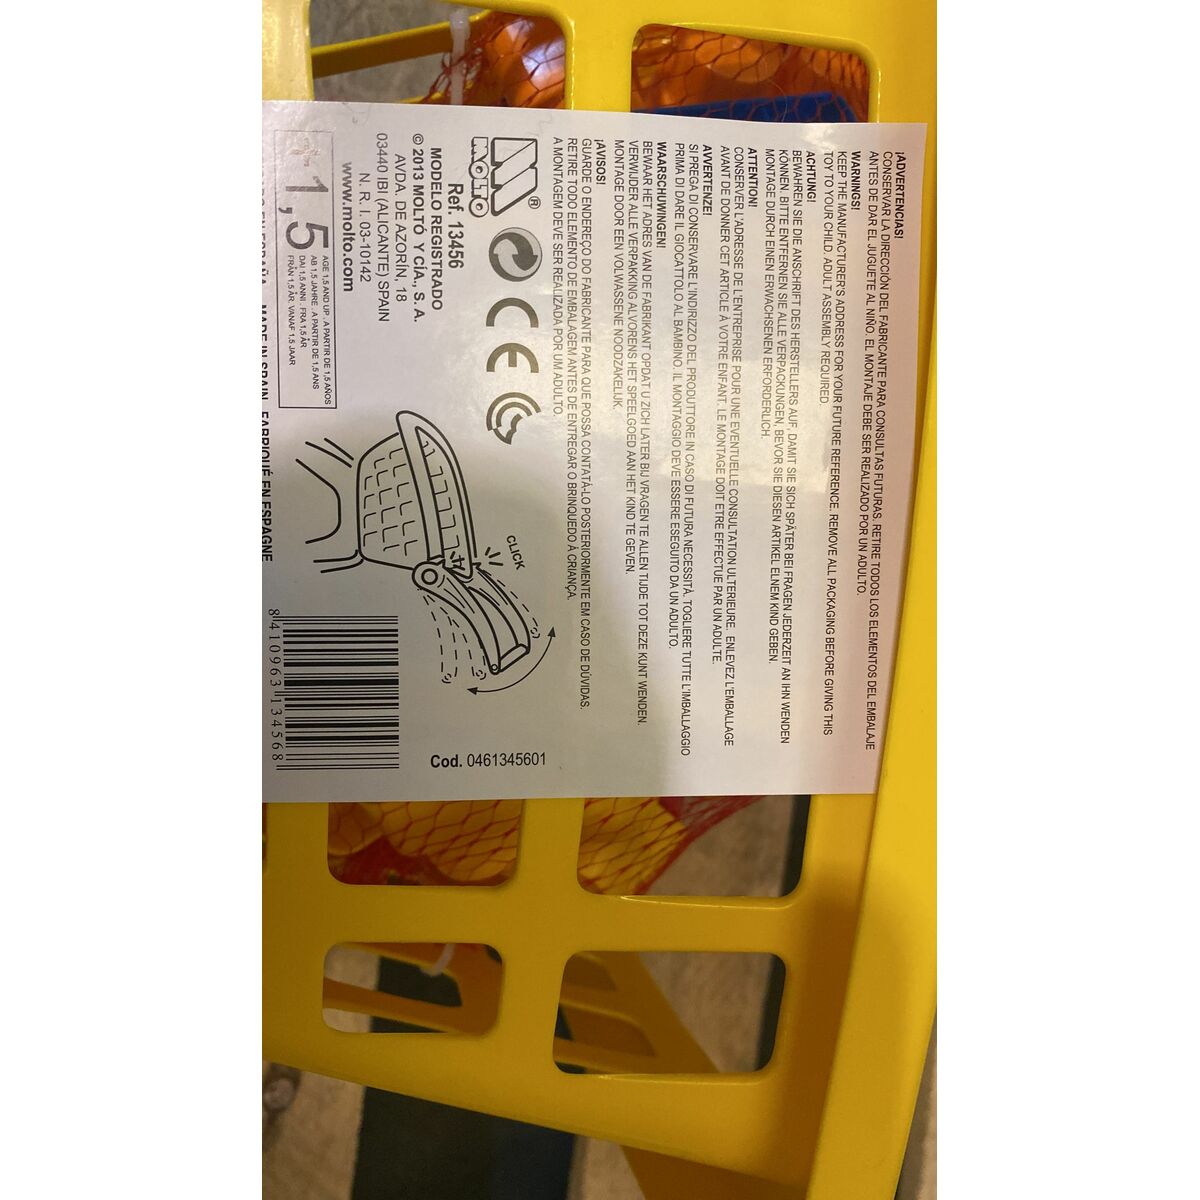 ¡ADVERTENCIAS!
CONSERVAR LA DIRECCIÓN DEL FABRICANTE PARA CONSULTAS FUTURAS, RETIRE TODOS LOS ELEMENTOS DEL EMBALAJE
ANTES DE DAR EL JUGUETE AL NIÑO. EL MONTAJE DEBE SER REALIZADO POR UN ADULTO.
WARNINGS!
KEEP THE MANUFACTURER'S ADDRESS FOR YOUR FUTURE REFERENCE. REMOVE ALL PACKAGING BEFORE GIVING THIS
TOY TO YOUR CHILD. ADULT ASSEMBLY REQUIRED.
ACHTUNG!
BEWAHREN SIE DIE ANSCHRIFT DES HERSTELLERS AUF, DAMIT SIE SICH SPÄTER BEI FRAGEN JEDERZEIT AN IHN WENDEN
KÖNNEN. BITTE ENTFERNEN SIE ALLE VERPACKUNGEN, BEVOR SIE DIESEN ARTIKEL EINEM KIND GEBEN.
MONTAGE DURCH EINEN ERWACHSENEN ERFORDERLICH.
ATTENTION!
CONSERVER L'ADRESSE DE L'ENTREPRISE POUR UNE EVENTUELLE CONSULTATION ULTERIEURE. ENLEVEZ L'EMBALLAGE
AVANT DE DONNER CET ARTICLE À VOTRE ENFANT. LE MONTAGE DOIT ETRE EFFECTUE PAR UN ADULTE.
AVVERTENZE!
SI PREGA DI CONSERVARE L'INDIRIZZO DEL PRODUTTORE IN CASO DI FUTURA NECESSITÀ. TOGLIERE TUTTE L'IMBALLAGGIO
PRIMA DI DARE IL GIOCATTOLO AL BAMBINO. IL MONTAGGIO DEVE ESSERE ESEGUITO DA UN ADULTO.
WAARSCHUWINGEN!
BEWAAR HET ADRES VAN DE FABRIKANT OPDAT U ZICH LATER BIJ VRAGEN TE ALLEN TIJDE TOT DEZE KUNT WENDEN.
VERWIJDER ALLE VERPAKKING ALVORENS HET SPEELGOED AAN HET KIND TE GEVEN.
MONTAGE DOOR EEN VOLWASSENE NOODZAKELIJK.
¡AVISOS!
GUARDE O ENDEREÇO DO FABRICANTE PARA QUE POSSA CONTATÁ-LO POSTERIORMENTE EM CASO DE DÚVIDAS.
RETIRE TODO ELEMENTO DE EMBALAGEM ANTES DE ENTREGAR O BRINQUEDO À CRIANÇA.
A MONTAGEM DEVE SER REALIZADA POR UM ADULTO.
M®
MOLTO
CE
Ref. 13456
MODELO REGISTRADO
© 2013 MOLTÓ Y CÍA., S. A.
AVDA. DE AZORÍN, 18
03440 IBI (ALICANTE) SPAIN
N. R. I. 03-10142
www.molto.com
1,5
AGE 1,5 AND UP . A PARTIR DE 1,5 AÑOS
AB 1,5 JAHRE . A PARTIR DE 1,5 ANS
DAI 1,5 ANNI . FRA 1,5 ÅR
FRÅN 1,5 ÅR. VANAF 1,5 JAAR
MADE IN SPAIN FABRIQUÉ EN ESPAGNE
CLICK
Cod. 0461345601
8410963134568